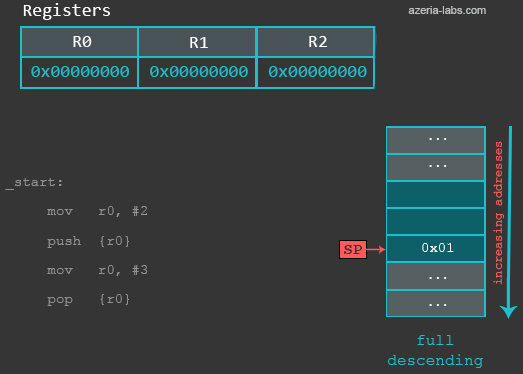 Registers
azeria-labs.com
R0 R1 R2
0x00000000 0x00000000 0x00000000
...
...
_start:
mov r0, #2
push {r0}
SP
0x01
mov r0, #3
...
pop {r0}
...
increasing addresses
full
descending